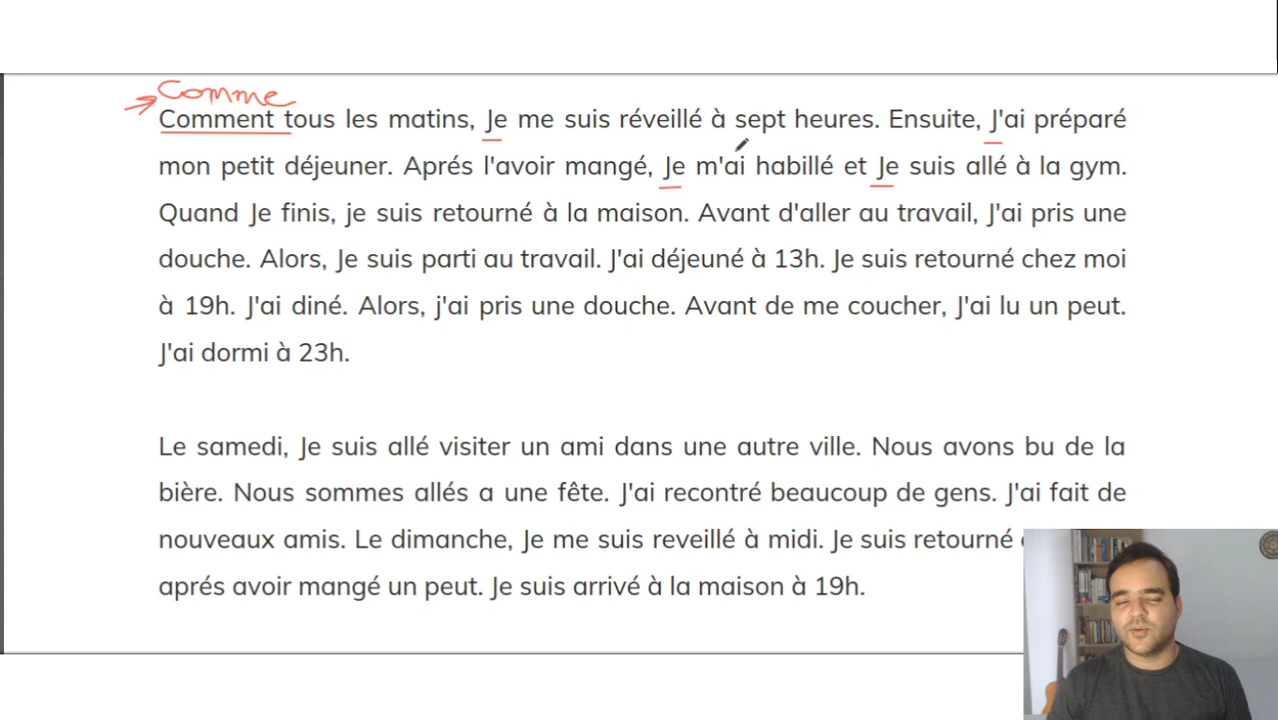 Comme
Comment tous les matins, Je me suis réveillé à sept heures. Ensuite, J'ai préparé
mon petit déjeuner. Aprés l'avoir mangé, Je m'ai habillé et Je suis allé à la gym.
Quand Je finis, je suis retourné à la maison. Avant d'aller au travail, J'ai pris une
douche. Alors, Je suis parti au travail. J'ai déjeuné à 13h. Je suis retourné chez moi
à 19h. J'ai diné. Alors, j'ai pris une douche. Avant de me coucher, J'ai lu un peut.
J'ai dormi à 23h.
Le samedi, Je suis allé visiter un ami dans une autre ville. Nous avons bu de la
bière. Nous sommes allés a une fête. J'ai recontré beaucoup de gens. J'ai fait de
nouveaux amis. Le dimanche, Je me suis reveillé à midi. Je suis retourné
aprés avoir mangé un peut. Je suis arrivé à la maison à 19h.